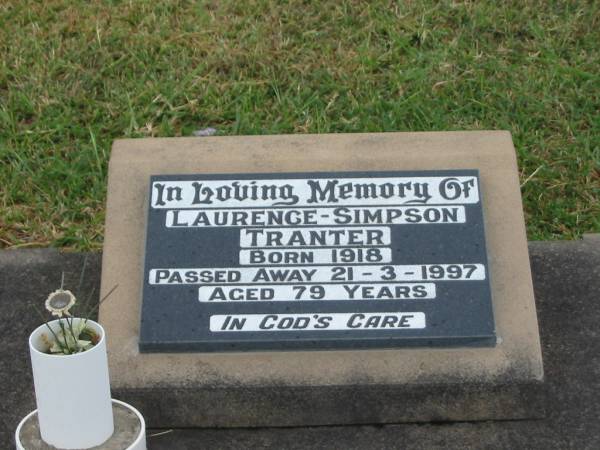 In Loving Memory Of
Laurence-Simpson
Tranter
Born 1918
Passed Away 21-3-1997
Aged 79 Years
In God's Care